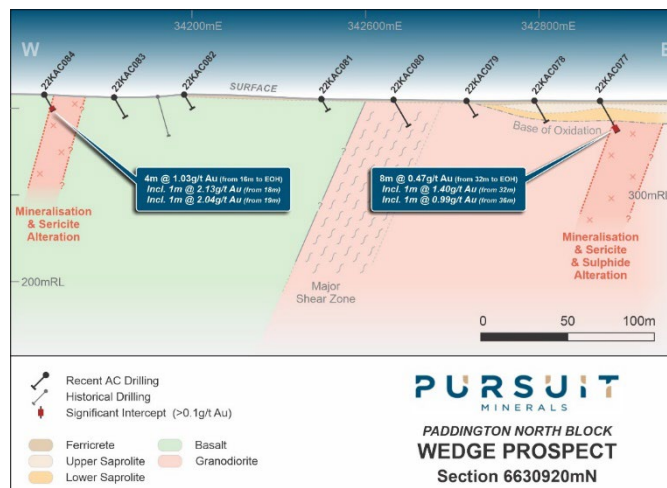 34200mE
342600mE
342800mE
W
E
22KAC084
22KAC083
22KAC082
22KAC081
22KAC080
22KAC079
22KAC078
22KAC077
SURFACE
Base of Oxidation
4m @ 1.03g/t Au (from 16m to EOH)
Incl. 1m @ 2.13g/t Au (from 18m)
Incl. 1m @ 2.04g/t Au (from 19m)
8m @ 0.47g/t Au (from 32m to EOH)
Incl. 1m @ 1.40g/t Au (from 32m)
Incl. 1m @ 0.99g/t Au (from 36m)
300mRL
Mineralisation
& Sericite
Alteration
Mineralisation
& Sericite
& Sulphide
Alteration
200mRL
Major
Shear Zone
0 50 100m
Recent AC Drilling
Historical Drilling
Significant Intercept (>0.1g/t Au)
Ferricrete
Upper Saprolite
Lower Saprolite
Basalt
Granodiorite
PURSUIT
MINERALS
PADDINGTON NORTH BLOCK
WEDGE PROSPECT
Section 6630920mN